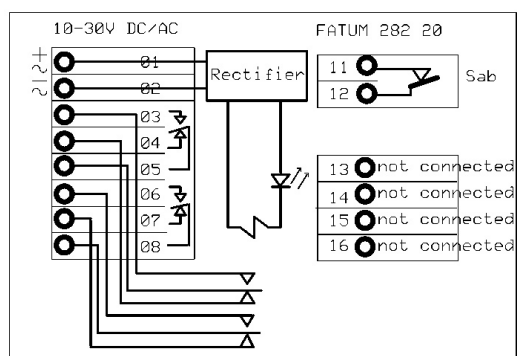 10-30V DC/AC
FATUM 282 20
01
02
03
04
05
06
07
08
Rectifier
11
12
Sab
13 not connected
14 not connected
15 not connected
16 not connected